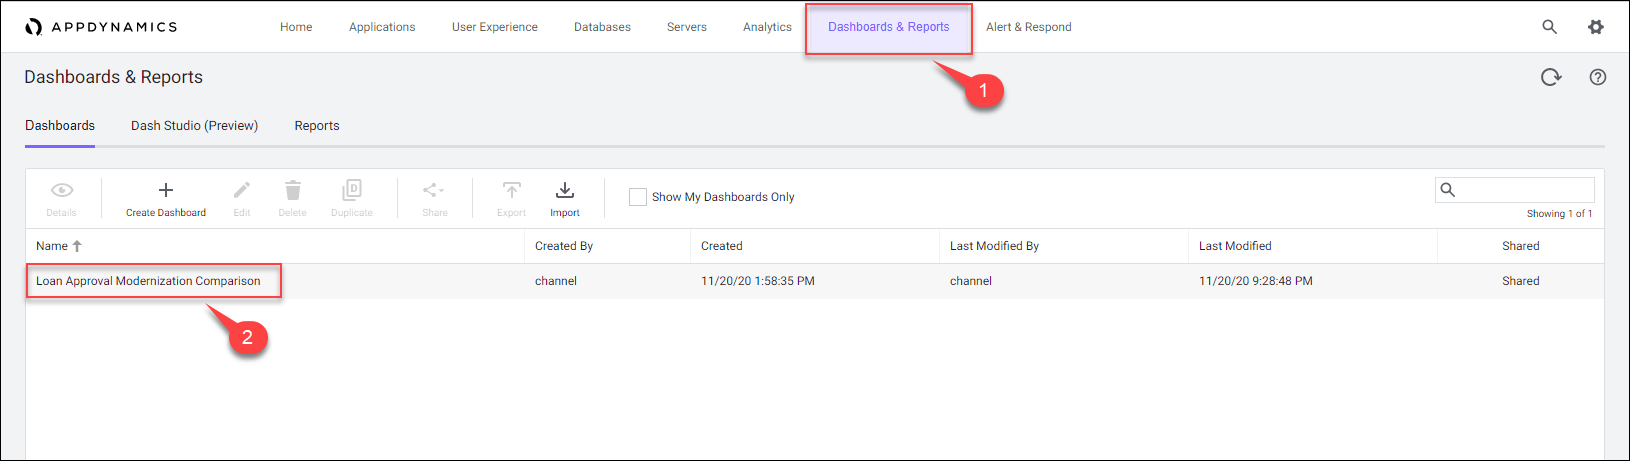 APPDYNAMICS Home Applications User Experience Databases Servers Analytics Dashboards & Reports Alert & Respond
1
Dashboards & Reports
Dashboards Dash Studio (Preview) Reports
Details Create Dashboard Edit Delete Duplicate Share Export Import Show My Dashboards Only
Showing 1 of 1
Name Created By Created Last Modified By Last Modified Shared
Loan Approval Modernization Comparison channel 11/20/20 1:58:35 PM channel 11/20/20 9:28:48 PM Shared
2